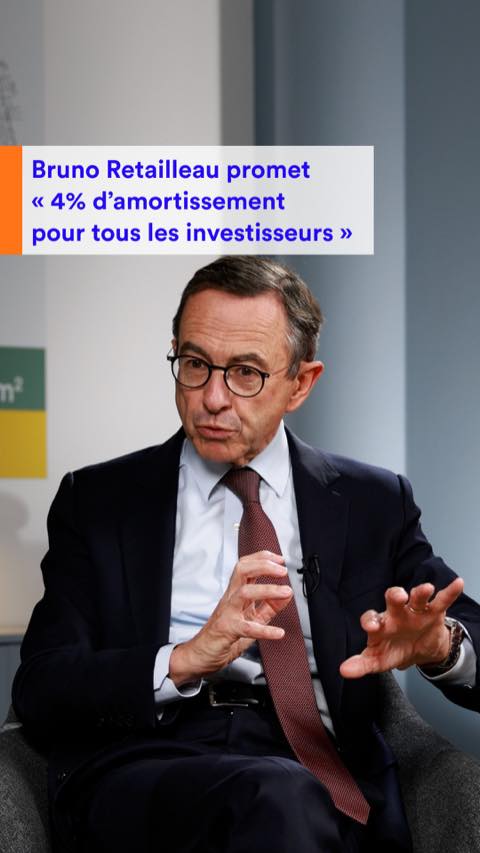 Bruno Retailleau promet
« 4% d’amortissement
pour tous les investisseurs »
m²